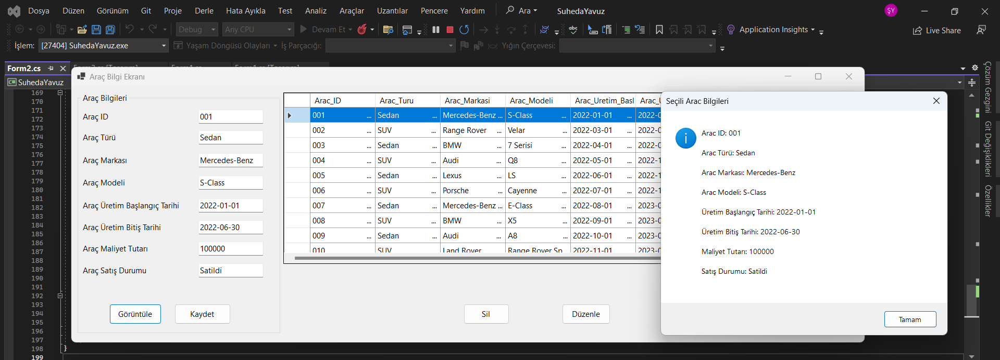 Dosya Düzen Görünüm Git Proje Derle Hata Ayıkla Test Analiz Araçlar Uzantılar Pencere Yardım Ara SuhedaYavuz ŞY
Debug Any CPU Devam Et abc Application Insights Live Share
İşlem: [27404] SuhedaYavuz.exe Yaşam Döngüsü Olayları İş Parçacığı: Yığın Çerçevesi:
Form2.cs
C# SuhedaYavuz
169
170
171
172
173
174
175
176
177
178
179
180
181
182
183
184
185
186
187
188
189
190
191
192
193
194
195
196
197
198 }
199
Araç Bilgi Ekranı
Araç Bilgileri
Araç ID 001
Araç Türü Sedan
Araç Markası Mercedes-Benz
Araç Modeli S-Class
Araç Üretim Başlangıç Tarihi 2022-01-01
Araç Üretim Bitiş Tarihi 2022-06-30
Araç Maliyet Tutarı 100000
Araç Satış Durumu Satildi
Görüntüle Kaydet
Arac_ID Arac_Turu Arac_Markasi Arac_Modeli Arac_Uretim_Basl Arac_U
001 ... Sedan ... Mercedes-Benz ... S-Class ... 2022-01-01 ... 2022-0
002 ... SUV ... Range Rover ... Velar ... 2022-03-01 ... 2022-0
003 ... Sedan ... BMW ... 7 Serisi ... 2022-04-01 ... 2022-0
004 ... SUV ... Audi ... Q8 ... 2022-05-01 ... 2022-1
005 ... Sedan ... Lexus ... LS ... 2022-06-01 ... 2022-1
006 ... SUV ... Porsche ... Cayenne ... 2022-07-01 ... 2022-1
007 ... Sedan ... Mercedes-Benz ... E-Class ... 2022-08-01 ... 2023-0
008 ... SUV ... BMW ... X5 ... 2022-09-01 ... 2023-0
009 ... Sedan ... Audi ... A8 ... 2022-10-01 ... 2023-0
010 ... SUV ... Land Rover ... Range Rover Sp... 2022-11-01 ... 2023-0
Sil Düzenle
Seçili Arac Bilgileri
Arac ID: 001
Arac Türü: Sedan
Arac Markası: Mercedes-Benz
Arac Modeli: S-Class
Üretim Başlangıç Tarihi: 2022-01-01
Üretim Bitiş Tarihi: 2022-06-30
Maliyet Tutarı: 100000
Satış Durumu: Satildi
Tamam
Çözüm Gezgini
Git Değişiklikleri
Özellikler